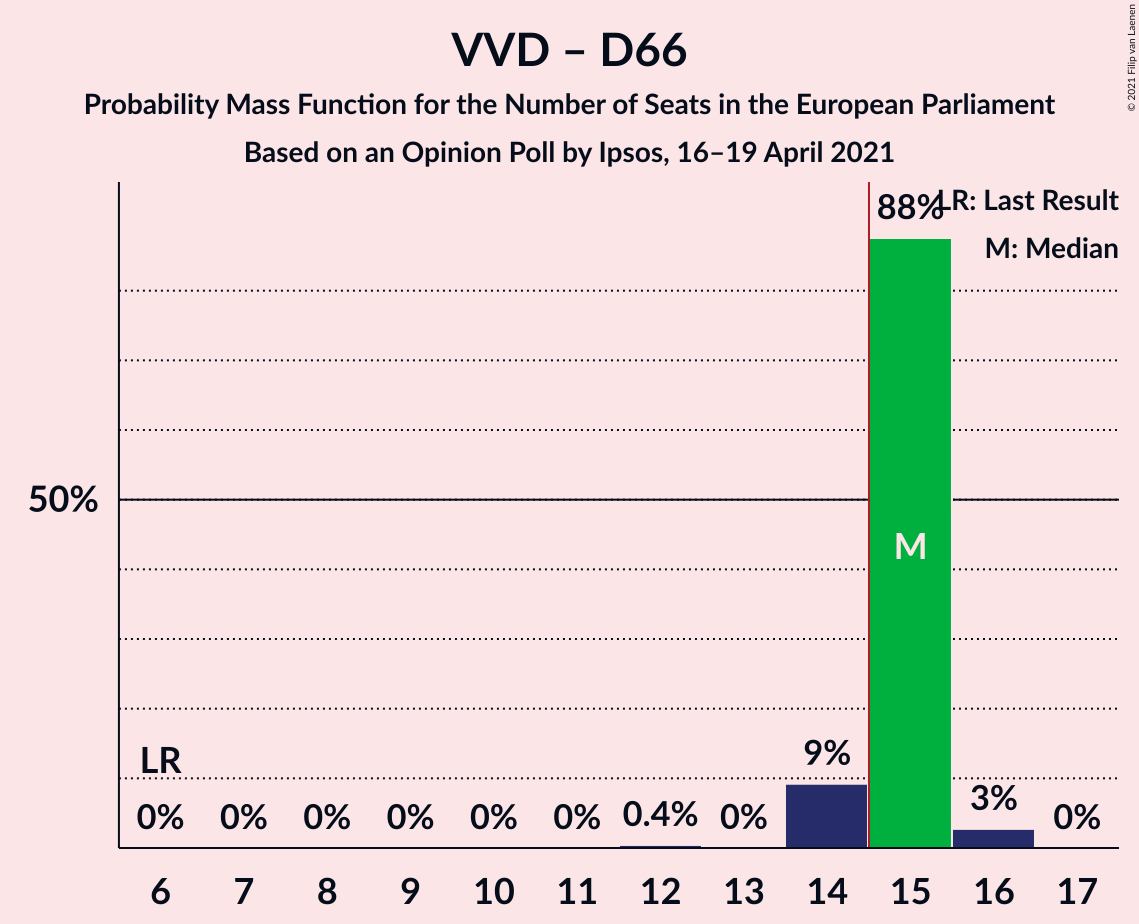 VVD – D66
Probability Mass Function for the Number of Seats in the European Parliament
Based on an Opinion Poll by Ipsos, 16–19 April 2021
© 2021 Filip van Laenen
LR: Last Result
M: Median
88%
50%
M
LR
9%
3%
0% 0% 0% 0% 0% 0% 0.4% 0% 0%
6 7 8 9 10 11 12 13 14 15 16 17